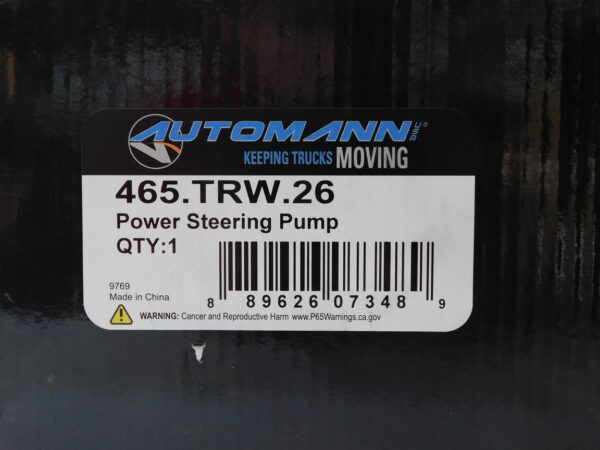 AUTOMANN USA®
KEEPING TRUCKS MOVING
465.TRW.26
Power Steering Pump
QTY:1
9769
Made in China
8 89626 07348 9
WARNING: Cancer and Reproductive Harm www.P65Warnings.ca.gov